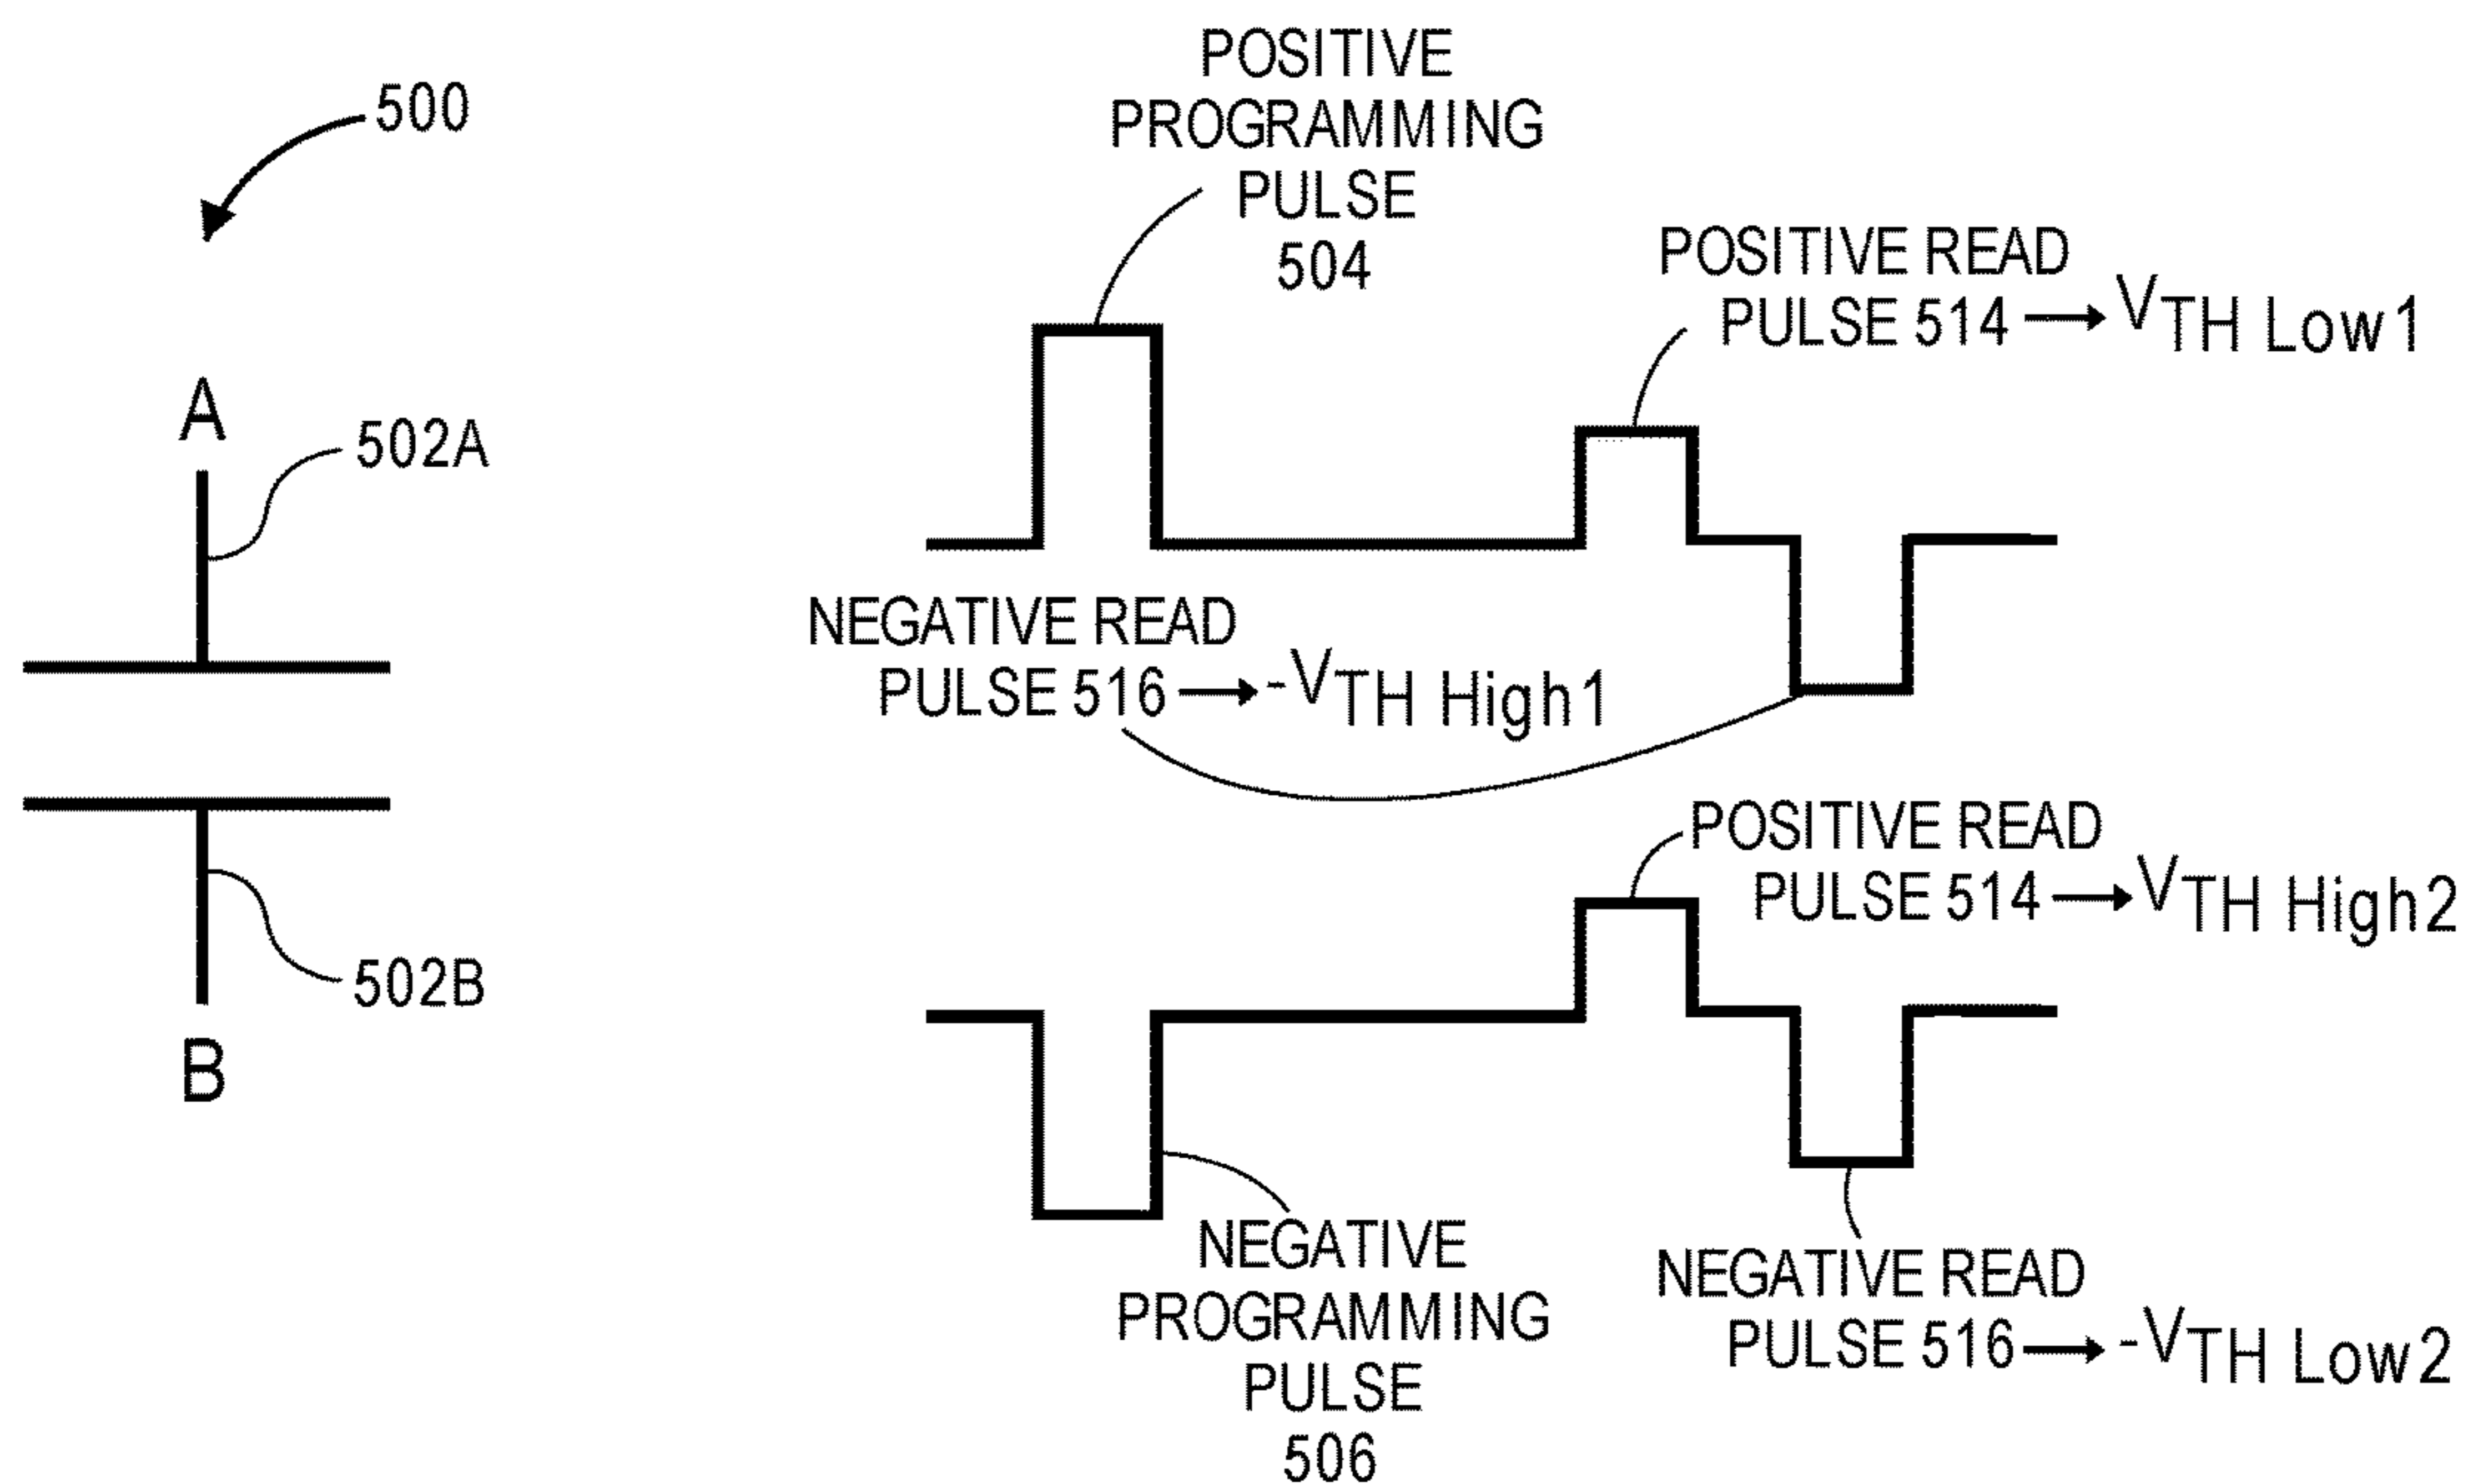 500
A
502A
502B
B
POSITIVE
PROGRAMMING
PULSE
504
POSITIVE READ
PULSE 514 → VTH Low1
NEGATIVE READ
PULSE 516 → -VTH High1
POSITIVE READ
PULSE 514 → VTH High2
NEGATIVE
PROGRAMMING
PULSE
506
NEGATIVE READ
PULSE 516 → -VTH Low2